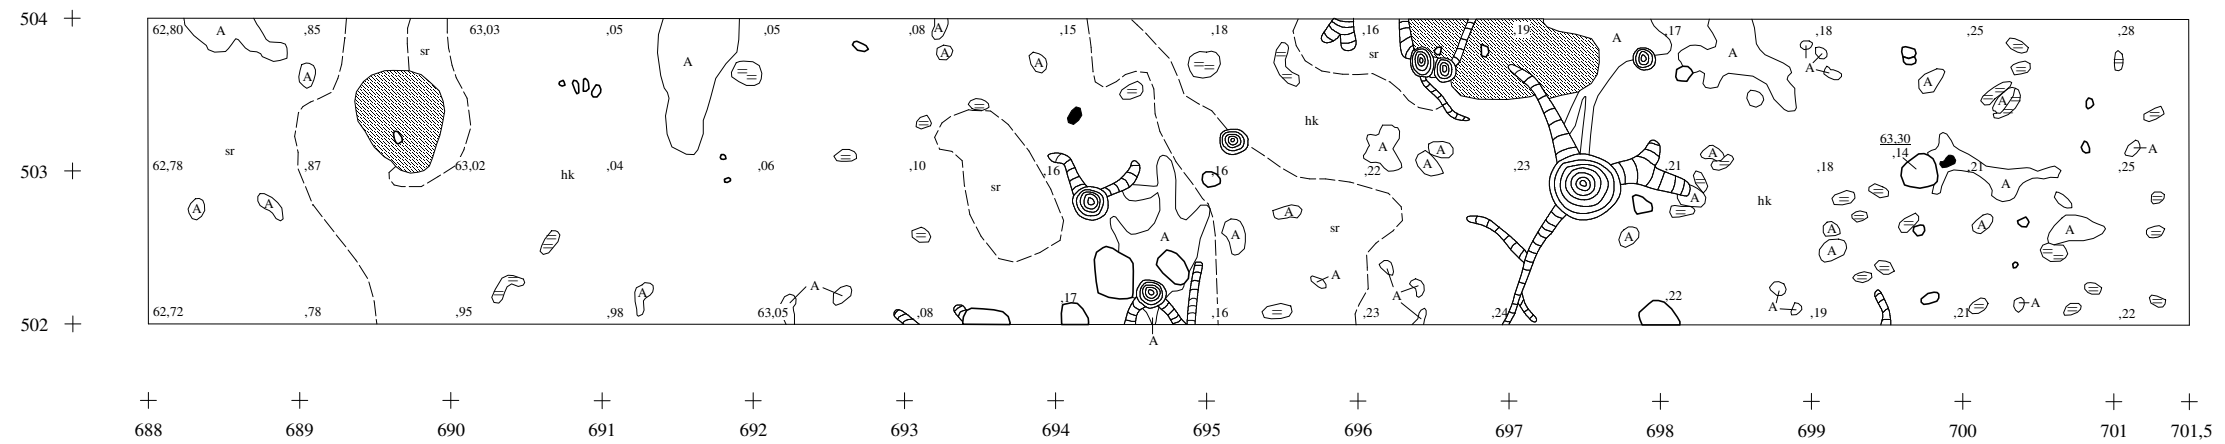 504
62,80 A ,85 63,03 ,05 ,05 ,08 A ,15 ,18 ,16 ,19 A ,17 ,18 ,25 ,28
sr A A sr A
A A A A
A A
hk
A A
sr hk A A A
503
62,78 ,87 63,02 ,04 ,06 ,10 ,16 ,16 ,22 ,23 ,21 ,18 63,30 ,14 ,21 ,25
A
hk sr A
A A A A hk
sr A A A A A
A A A A
A A A A
A A A A A
502
62,72 ,78 ,95 ,98 63,05 ,08 ,17 ,16 ,23 ,24 ,22 ,19 ,21 ,22
A
688 689 690 691 692 693 694 695 696 697 698 699 700 701 701,5